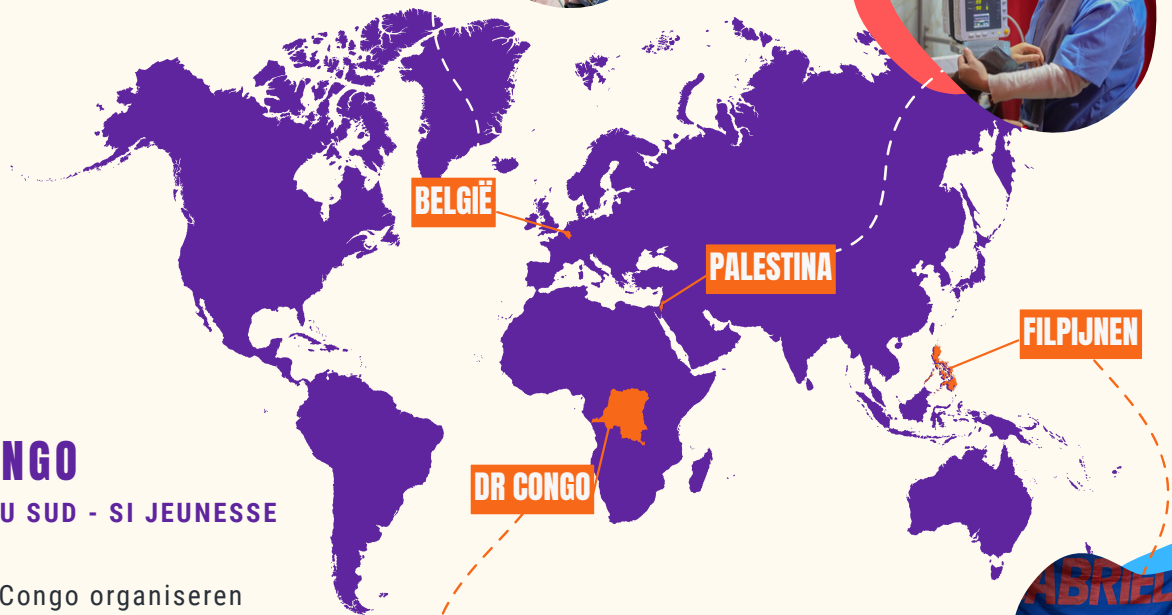 BELGIË
PALESTINA
FILPIJNEN
NGO
DR CONGO
U SUD - SI JEUNESSE
Congo organiseren
ABRIEL